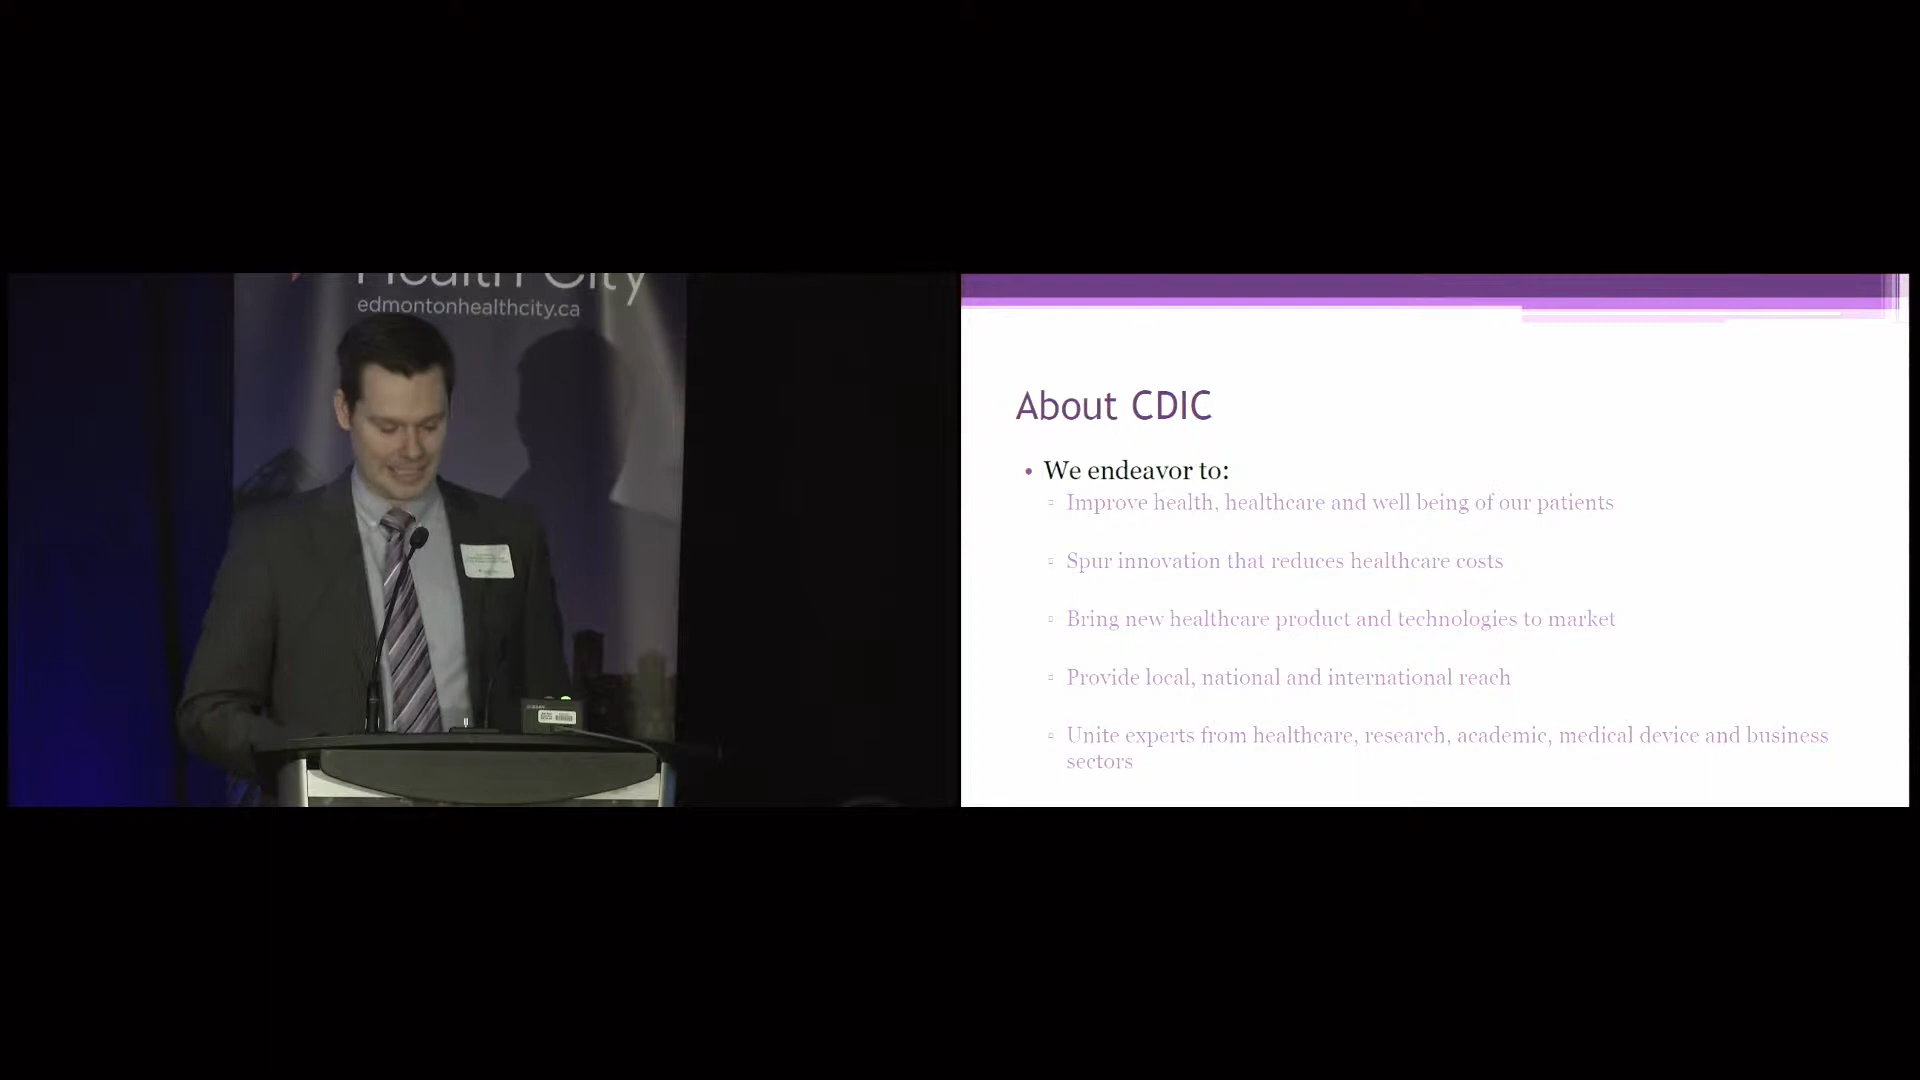 Health City
edmontonhealthcity.ca
About CDIC
• We endeavor to:
▫ Improve health, healthcare and well being of our patients
▫ Spur innovation that reduces healthcare costs
▫ Bring new healthcare product and technologies to market
▫ Provide local, national and international reach
▫ Unite experts from healthcare, research, academic, medical device and business
sectors